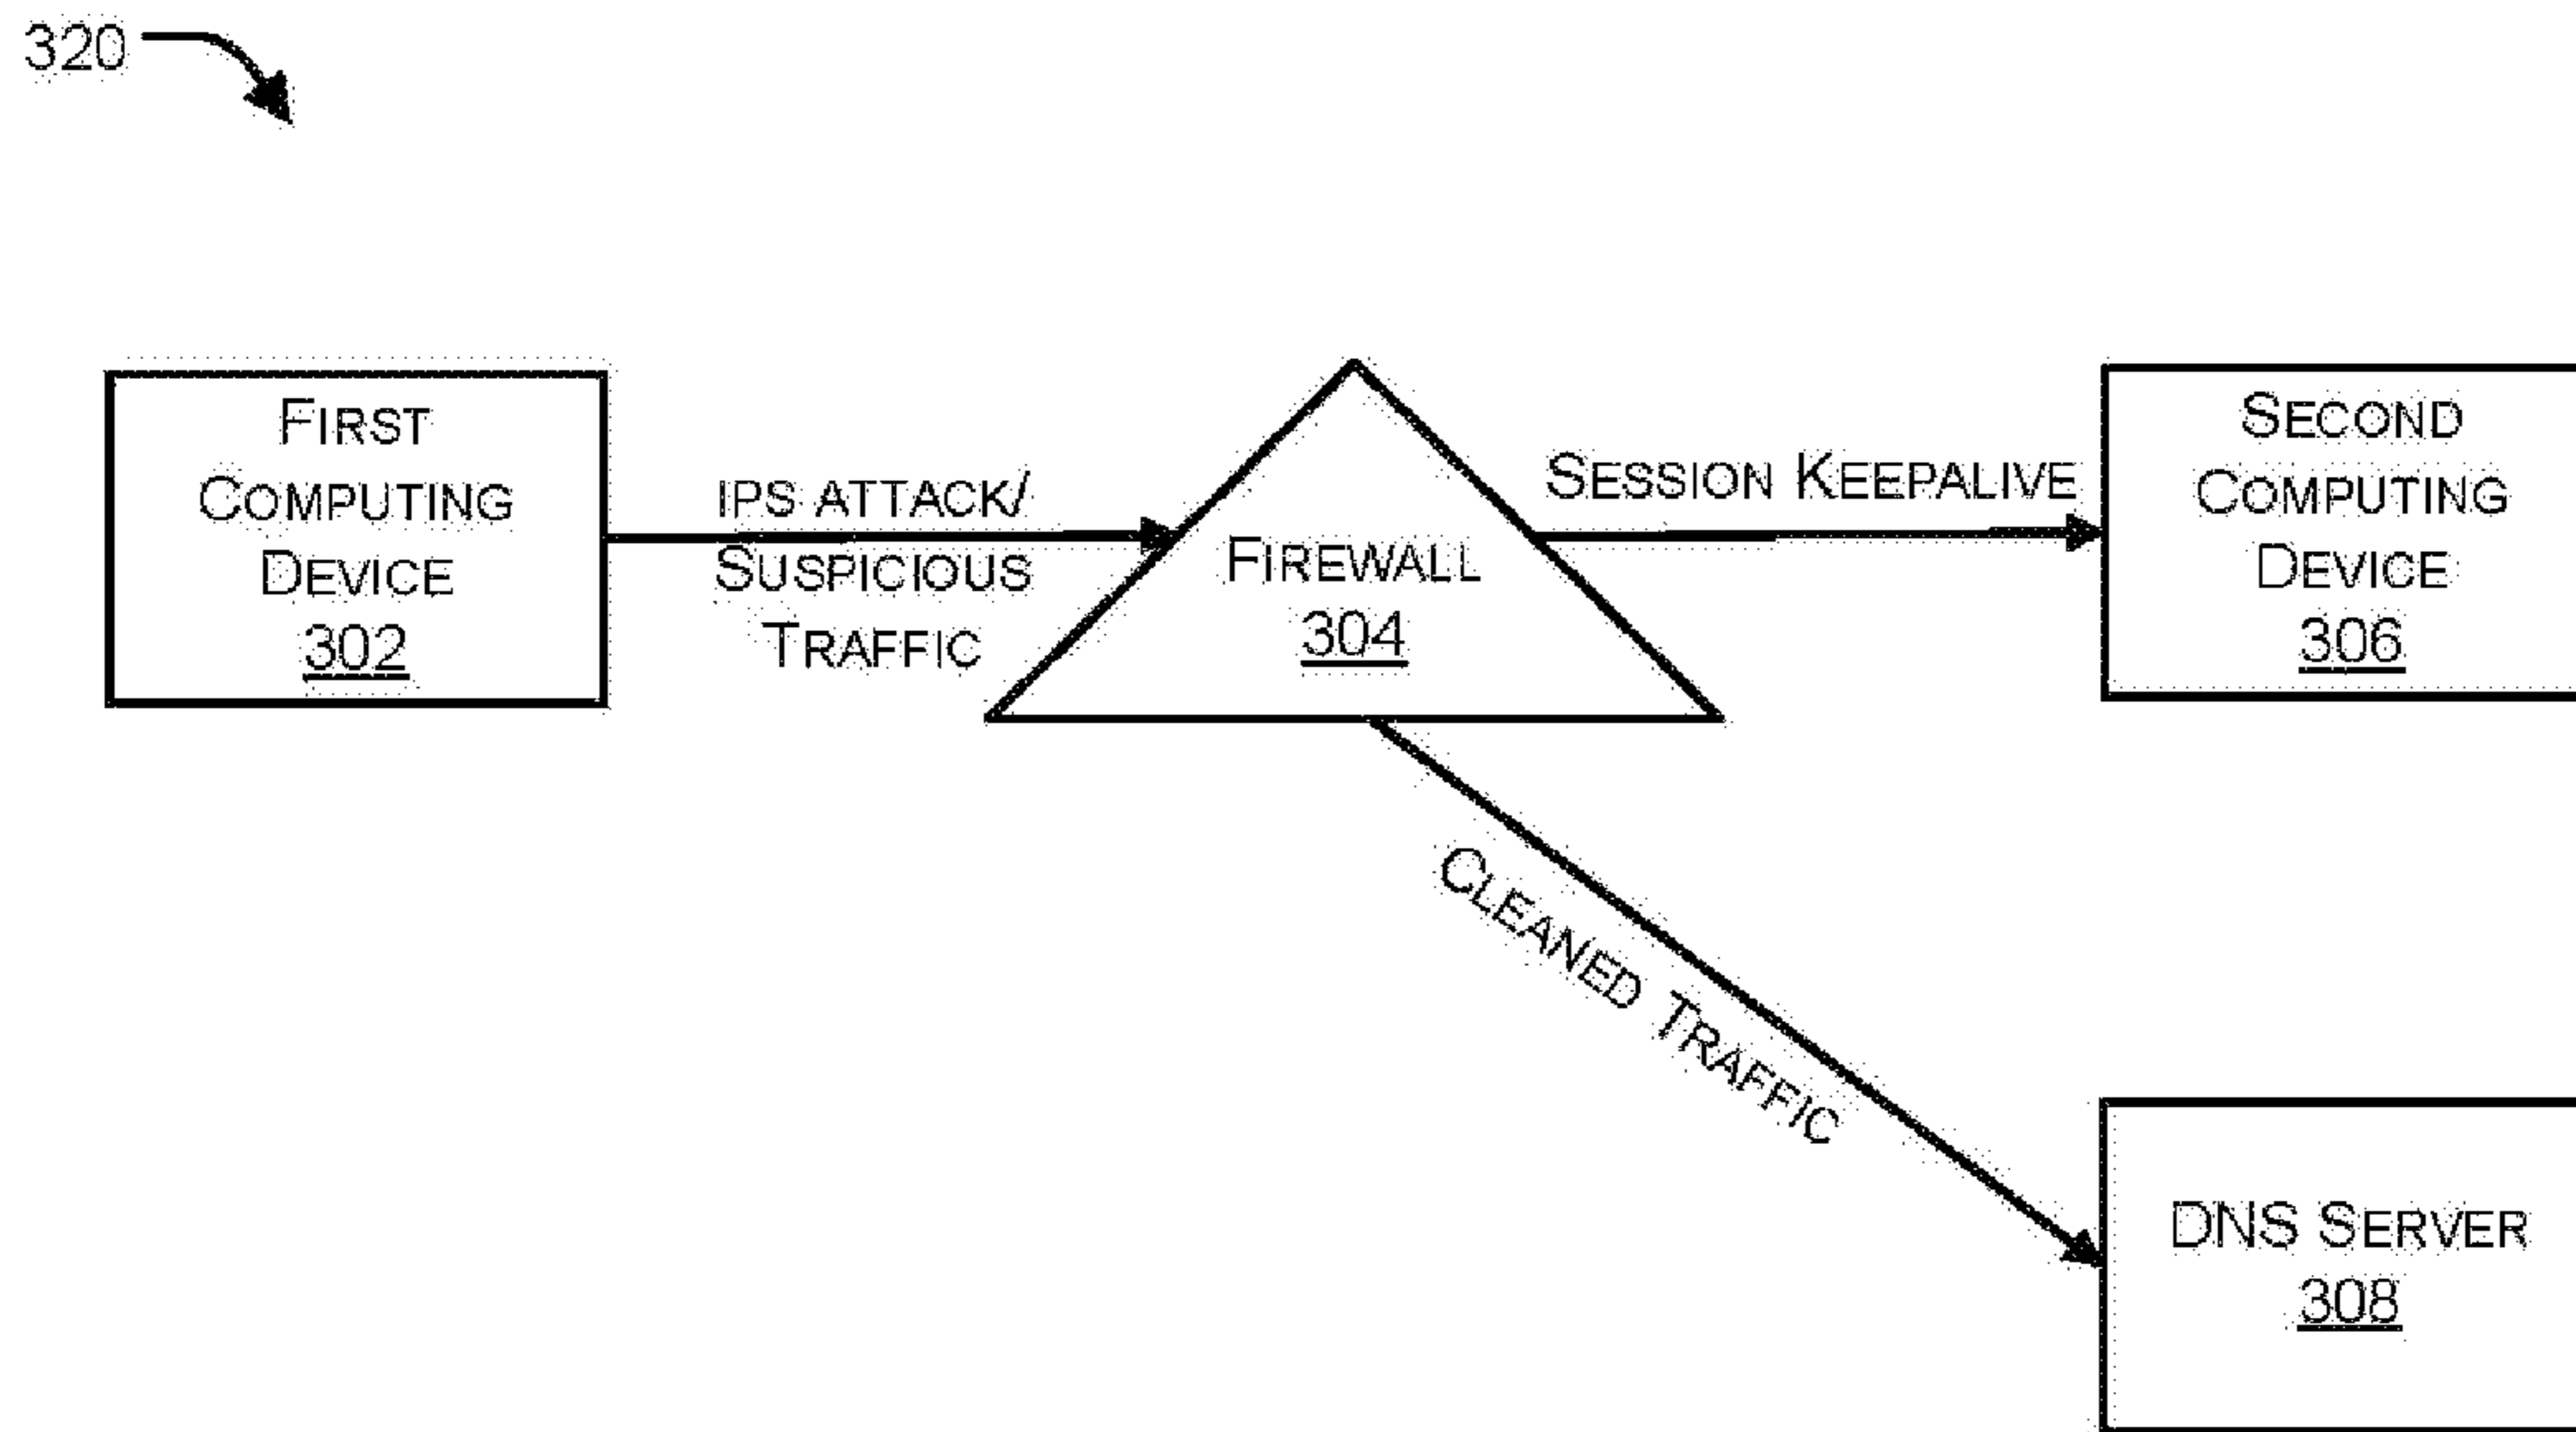 320
FIRST
COMPUTING
DEVICE
302
IPS ATTACK/
SUSPICIOUS
TRAFFIC
FIREWALL
304
SESSION KEEPALIVE
SECOND
COMPUTING
DEVICE
306
CLEANED TRAFFIC
DNS SERVER
308